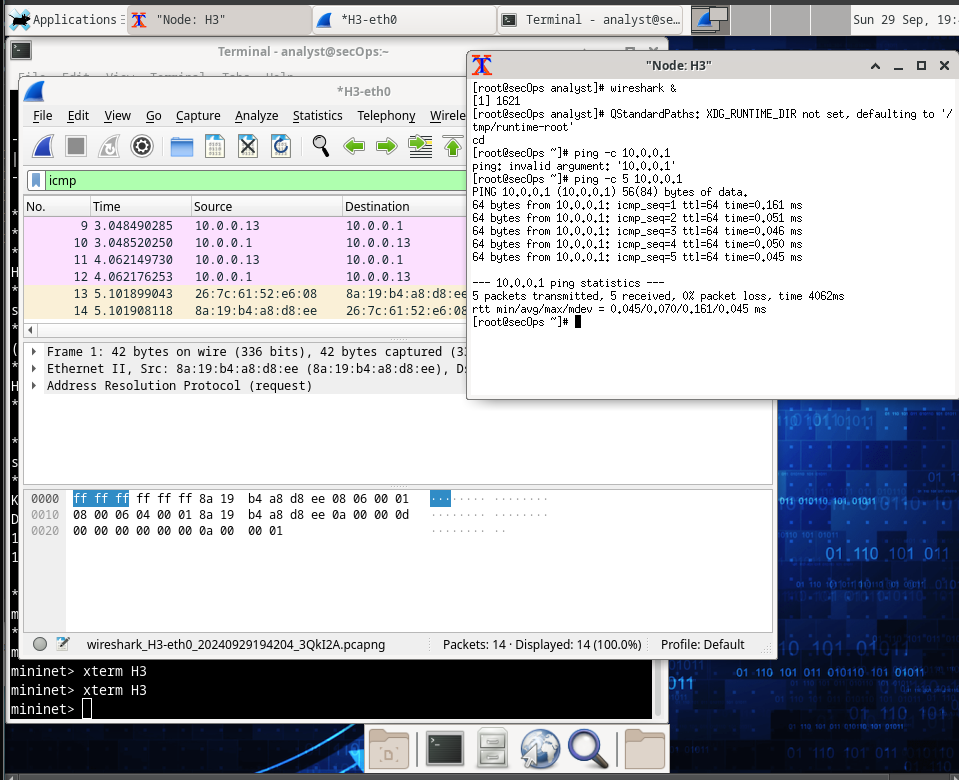 Applications
"Node: H3"
*H3-eth0
Terminal - analyst@se...
Sun 29 Sep, 19:
Terminal - analyst@secOps:~
*H3-eth0
File Edit View Go Capture Analyze Statistics Telephony Wirele
icmp
No. Time Source Destination
9 3.048490285 10.0.0.13 10.0.0.1
10 3.048520250 10.0.0.1 10.0.0.13
11 4.062149730 10.0.0.13 10.0.0.1
12 4.062176253 10.0.0.1 10.0.0.13
13 5.101899043 26:7c:61:52:e6:08 8a:19:b4:a8:d8:ee
14 5.101908118 8a:19:b4:a8:d8:ee 26:7c:61:52:e6:08
Frame 1: 42 bytes on wire (336 bits), 42 bytes captured (33
Ethernet II, Src: 8a:19:b4:a8:d8:ee (8a:19:b4:a8:d8:ee), Ds
Address Resolution Protocol (request)
0000 ff ff ff ff ff ff 8a 19 b4 a8 d8 ee 08 06 00 01
0010 08 00 06 04 00 01 8a 19 b4 a8 d8 ee 0a 00 00 0d
0020 00 00 00 00 00 00 0a 00 00 01
wireshark_H3-eth0_20240929194204_3QkI2A.pcapng
Packets: 14 · Displayed: 14 (100.0%)
Profile: Default
"Node: H3"
[root@secOps analyst]# wireshark &
[1] 1621
[root@secOps analyst]# QStandardPaths: XDG_RUNTIME_DIR not set, defaulting to '/
tmp/runtime-root'
cd
[root@secOps ~]# ping -c 10.0.0.1
ping: invalid argument: '10.0.0.1'
[root@secOps ~]# ping -c 5 10.0.0.1
PING 10.0.0.1 (10.0.0.1) 56(84) bytes of data.
64 bytes from 10.0.0.1: icmp_seq=1 ttl=64 time=0.161 ms
64 bytes from 10.0.0.1: icmp_seq=2 ttl=64 time=0.051 ms
64 bytes from 10.0.0.1: icmp_seq=3 ttl=64 time=0.046 ms
64 bytes from 10.0.0.1: icmp_seq=4 ttl=64 time=0.050 ms
64 bytes from 10.0.0.1: icmp_seq=5 ttl=64 time=0.045 ms
--- 10.0.0.1 ping statistics ---
5 packets transmitted, 5 received, 0% packet loss, time 4062ms
rtt min/avg/max/mdev = 0.045/0.070/0.161/0.045 ms
[root@secOps ~]#
mininet> xterm H3
mininet> xterm H3
mininet>